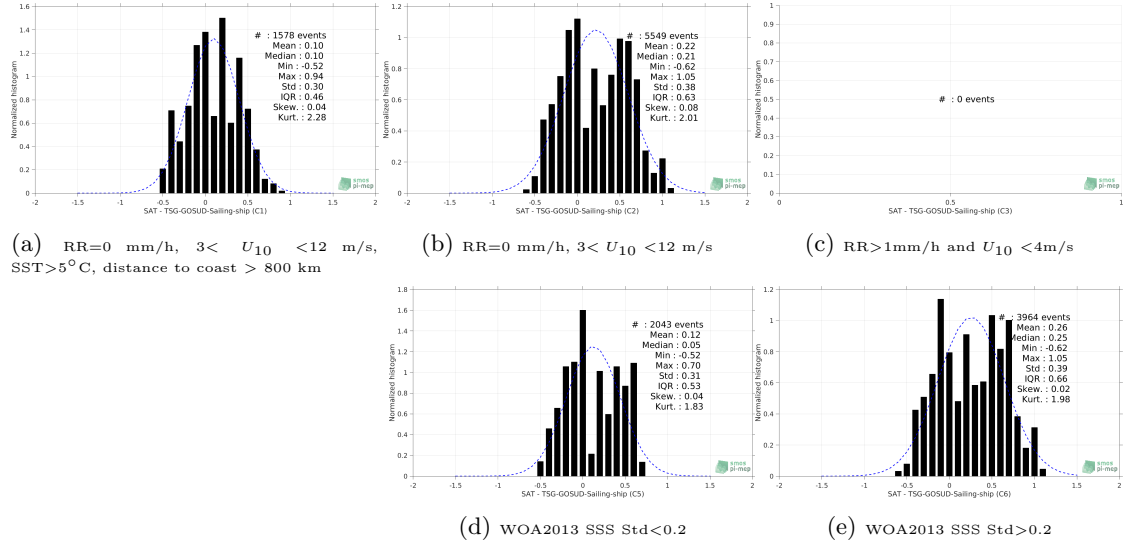 1.6
1.4
1.2
1
0.8
0.6
0.4
0.2
0
Normalized histogram
# : 1578 events
Mean : 0.10
Median : 0.10
Min : -0.52
Max : 0.94
Std : 0.30
IQR : 0.46
Skew. : 0.04
Kurt. : 2.28
smos
pi-mep
-2 -1.5 -1 -0.5 0 0.5 1 1.5 2
SAT - TSG-GOSUD-Sailing-ship (C1)
(a) RR=0 mm/h, 3< U10 <12 m/s,
SST>5°C, distance to coast > 800 km
1.2
1
0.8
0.6
0.4
0.2
0
Normalized histogram
# : 5549 events
Mean : 0.22
Median : 0.21
Min : -0.62
Max : 1.05
Std : 0.38
IQR : 0.63
Skew. : 0.08
Kurt. : 2.01
smos
pi-mep
-2 -1.5 -1 -0.5 0 0.5 1 1.5 2
SAT - TSG-GOSUD-Sailing-ship (C2)
(b) RR=0 mm/h, 3< U10 <12 m/s
1
0.9
0.8
0.7
0.6
0.5
0.4
0.3
0.2
0.1
0
Normalized histogram
# : 0 events
smos
pi-mep
0 0.5 1
SAT - TSG-GOSUD-Sailing-ship (C3)
(c) RR>1mm/h and U10 <4m/s
1.8
1.6
1.4
1.2
1
0.8
0.6
0.4
0.2
0
Normalized histogram
# : 2043 events
Mean : 0.12
Median : 0.05
Min : -0.52
Max : 0.70
Std : 0.31
IQR : 0.53
Skew. : 0.04
Kurt. : 1.83
smos
pi-mep
-2 -1.5 -1 -0.5 0 0.5 1 1.5 2
SAT - TSG-GOSUD-Sailing-ship (C5)
(d) WOA2013 SSS Std<0.2
1.2
1
0.8
0.6
0.4
0.2
0
Normalized histogram
# : 3964 events
Mean : 0.26
Median : 0.25
Min : -0.62
Max : 1.05
Std : 0.39
IQR : 0.66
Skew. : 0.02
Kurt. : 1.98
smos
pi-mep
-2 -1.5 -1 -0.5 0 0.5 1 1.5 2
SAT - TSG-GOSUD-Sailing-ship (C6)
(e) WOA2013 SSS Std>0.2